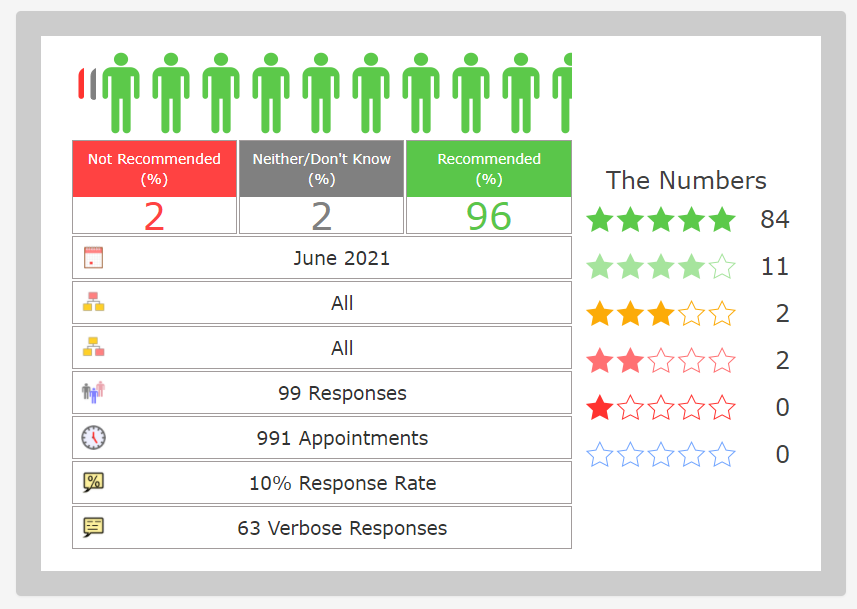 Not Recommended
(%)
Neither/Don't Know
(%)
Recommended
(%)
2
2
96
June 2021
All
All
99 Responses
991 Appointments
% 10% Response Rate
63 Verbose Responses
The Numbers
84
11
2
2
0
0